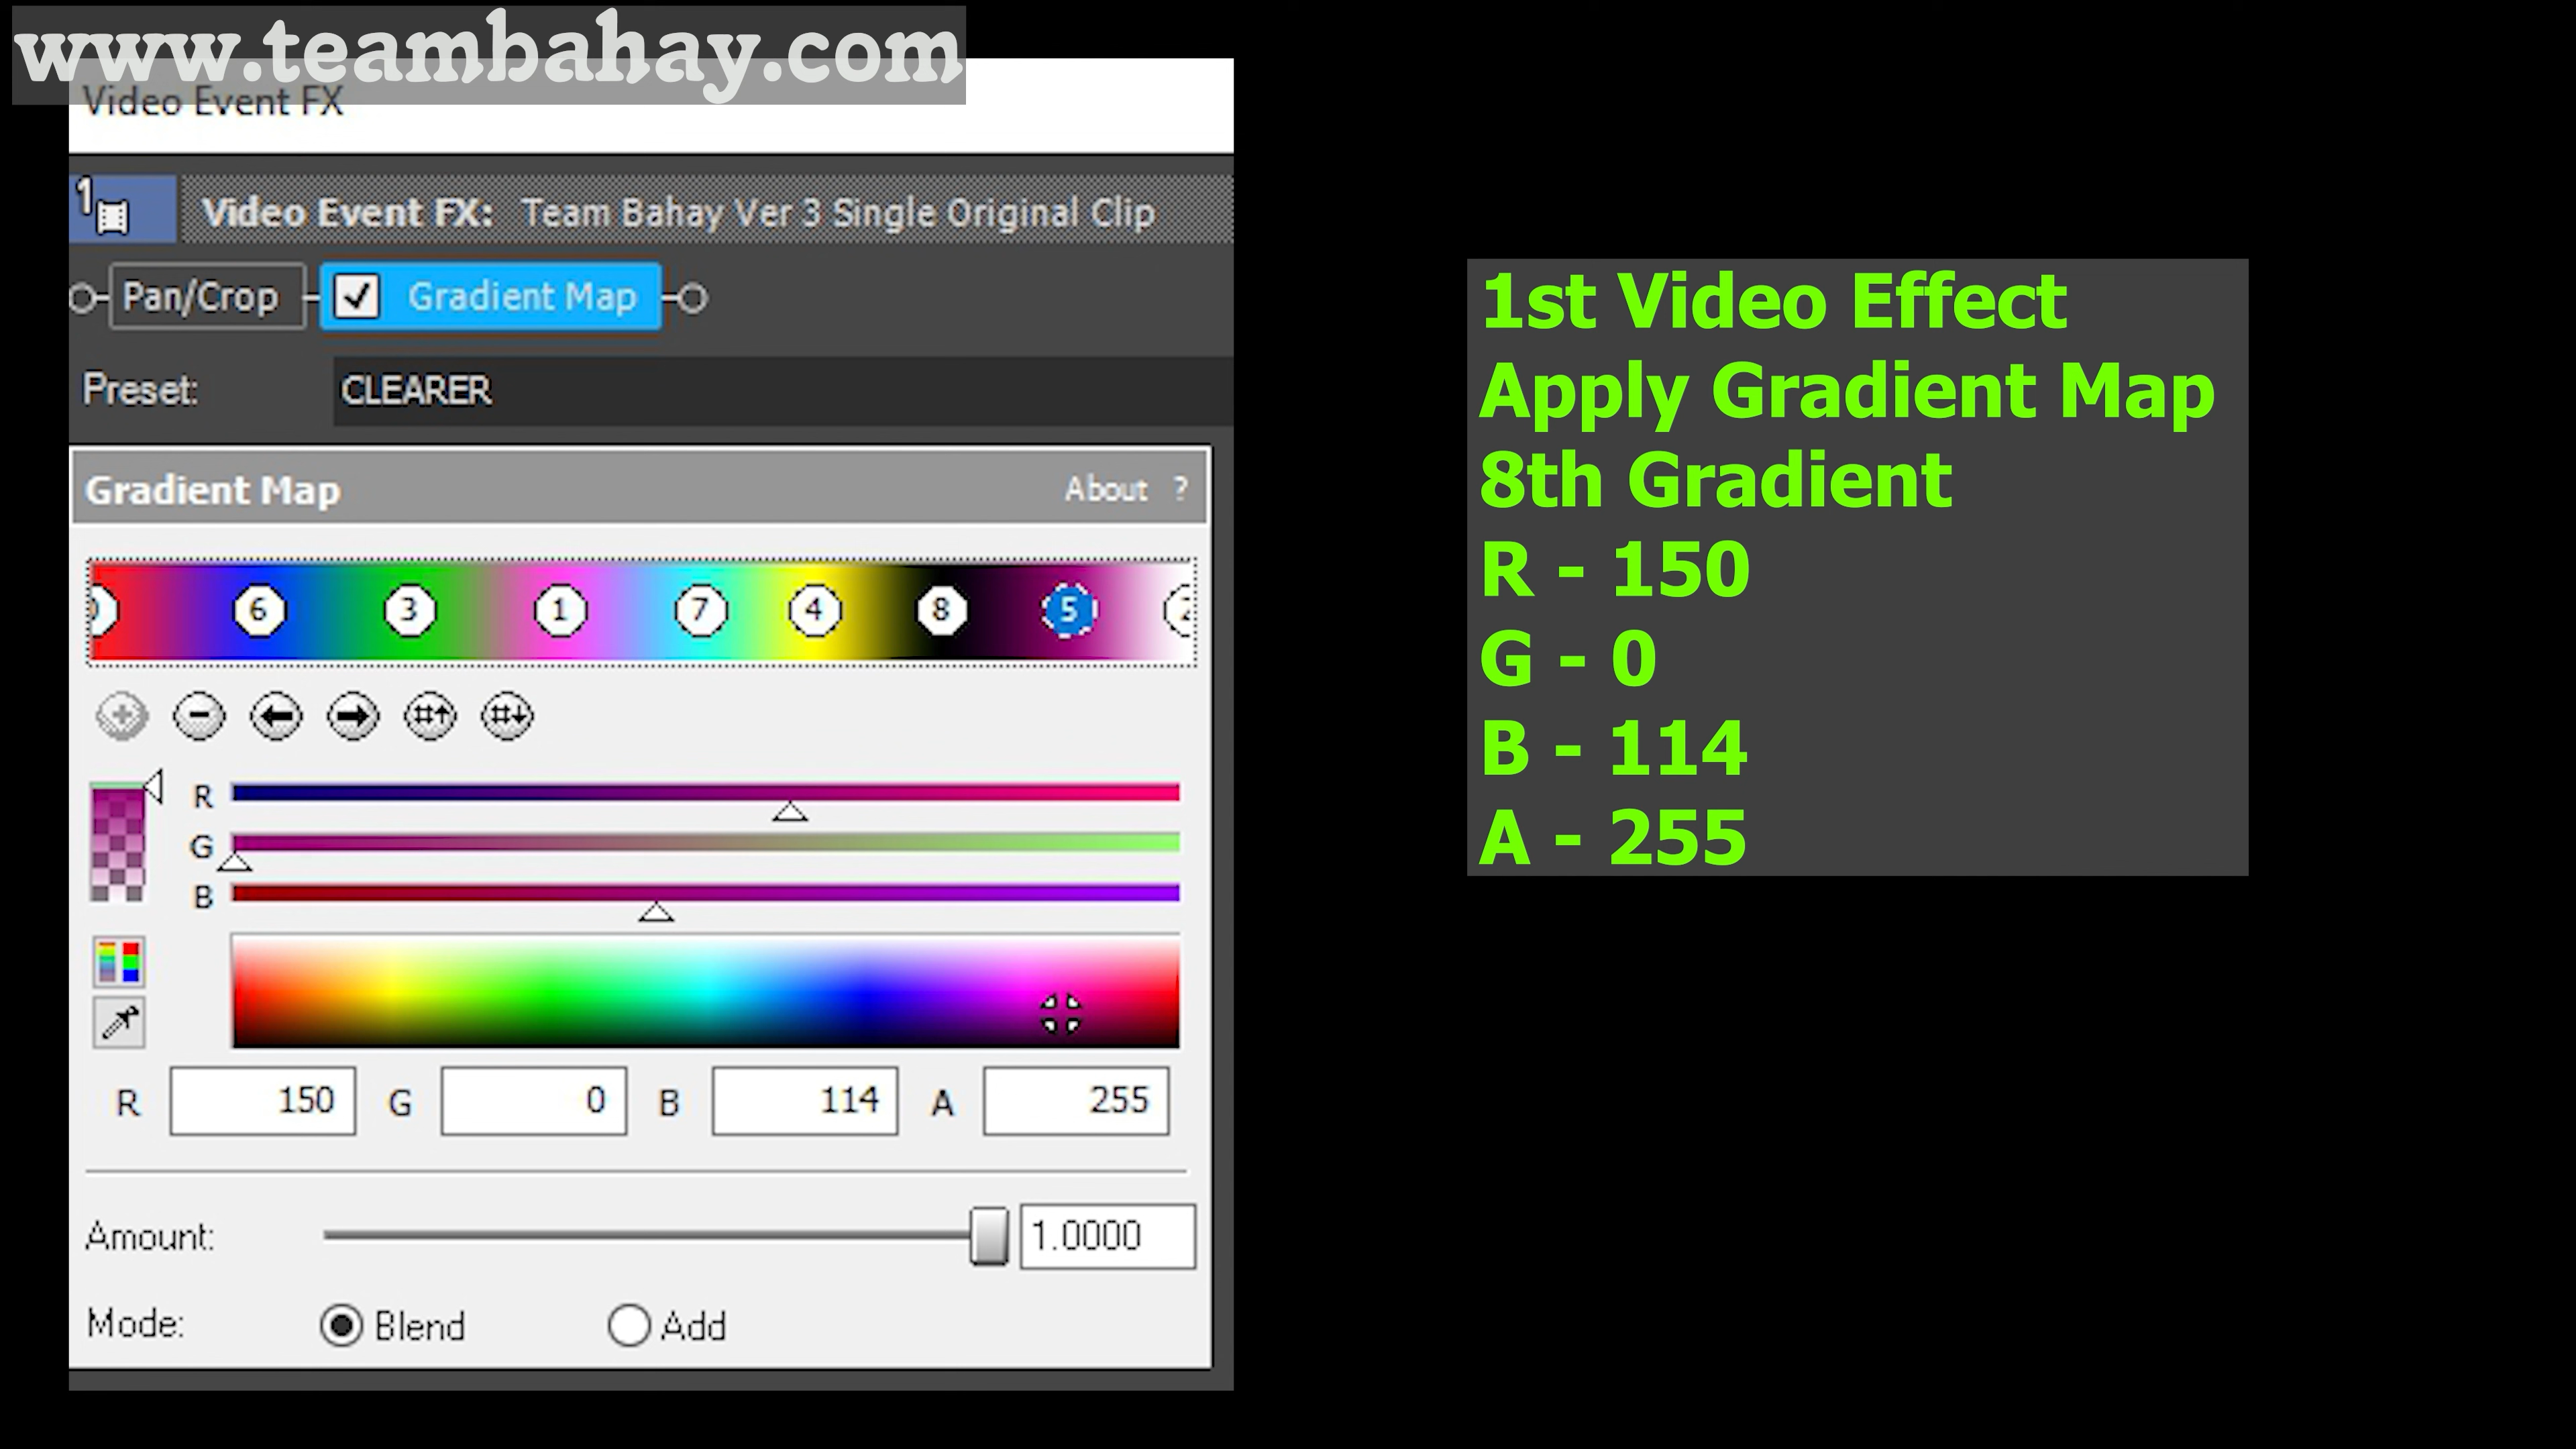 www.teambahay.com
Video Event FX
1
Video Event FX: Team Bahay Ver 3 Single Original Clip
Pan/Crop Gradient Map
Preset: CLEARER
Gradient Map About ?
6 3 1 7 4 8 5 2
R
G
B
R 150 G 0 B 114 A 255
Amount: 1.0000
Mode: Blend Add
1st Video Effect
Apply Gradient Map
8th Gradient
R - 150
G - 0
B - 114
A - 255